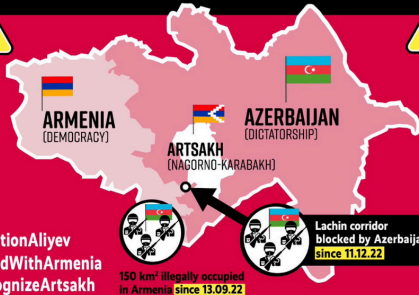 ARMENIA
(DEMOCRACY)
ARTSAKH
(NAGORNO-KARABAKH)
AZERBAIJAN
(DICTATORSHIP)
Lachin corridor
blocked by Azerbaija
since 11.12.22
tionAliyev
dWithArmenia
ognizeArtsakh
150 km² illegally occupied
in Armenia since 13.09.22